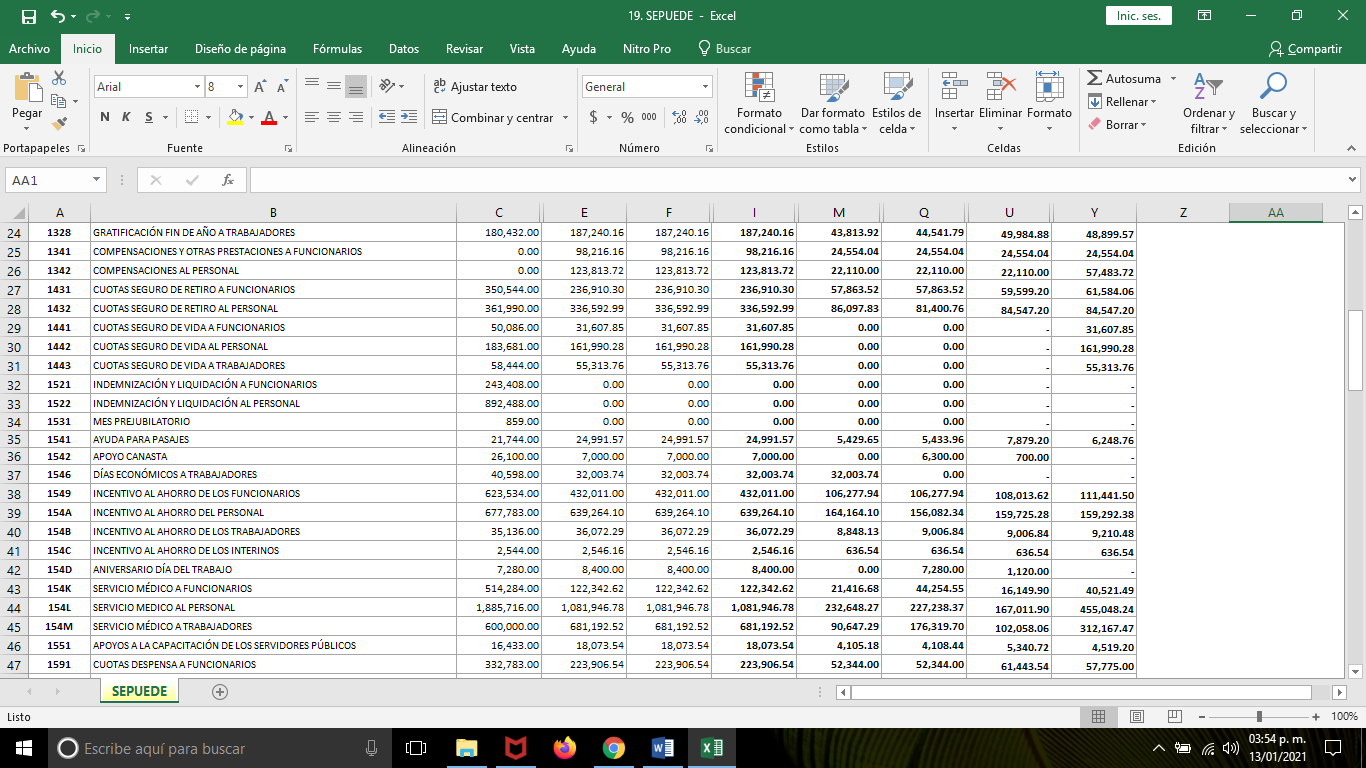 19. SEPUEDE - Excel
Inic. ses.
Archivo Inicio Insertar Diseño de página Fórmulas Datos Revisar Vista Ayuda Nitro Pro Buscar Compartir
Pegar
Arial 8 A A
N K S A
ab Ajustar texto
Combinar y centrar
General
$ % 000
Formato condicional
Dar formato como tabla
Estilos de celda
Insertar Eliminar Formato
Autosuma
Rellenar
Borrar
Ordenar y filtrar
Buscar y seleccionar
Portapapeles Fuente Alineación Número Estilos Celdas Edición
AA1 fx
A B C E F I M Q U Y Z AA
24 1328 GRATIFICACIÓN FIN DE AÑO A TRABAJADORES 180,432.00 187,240.16 187,240.16 187,240.16 43,813.92 44,541.79 49,984.88 48,899.57
25 1341 COMPENSACIONES Y OTRAS PRESTACIONES A FUNCIONARIOS 0.00 98,216.16 98,216.16 98,216.16 24,554.04 24,554.04 24,554.04 24,554.04
26 1342 COMPENSACIONES AL PERSONAL 0.00 123,813.72 123,813.72 123,813.72 22,110.00 22,110.00 22,110.00 57,483.72
27 1431 CUOTAS SEGURO DE RETIRO A FUNCIONARIOS 350,544.00 236,910.30 236,910.30 236,910.30 57,863.52 57,863.52 59,599.20 61,584.06
28 1432 CUOTAS SEGURO DE RETIRO AL PERSONAL 361,990.00 336,592.99 336,592.99 336,592.99 86,097.83 81,400.76 84,547.20 84,547.20
29 1441 CUOTAS SEGURO DE VIDA A FUNCIONARIOS 50,086.00 31,607.85 31,607.85 31,607.85 0.00 0.00 - 31,607.85
30 1442 CUOTAS SEGURO DE VIDA AL PERSONAL 183,681.00 161,990.28 161,990.28 161,990.28 0.00 0.00 - 161,990.28
31 1443 CUOTAS SEGURO DE VIDA A TRABAJADORES 58,444.00 55,313.76 55,313.76 55,313.76 0.00 0.00 - 55,313.76
32 1521 INDEMNIZACIÓN Y LIQUIDACIÓN A FUNCIONARIOS 243,408.00 0.00 0.00 0.00 0.00 0.00 - -
33 1522 INDEMNIZACIÓN Y LIQUIDACIÓN AL PERSONAL 892,488.00 0.00 0.00 0.00 0.00 0.00 - -
34 1531 MES PREJUBILATORIO 859.00 0.00 0.00 0.00 0.00 0.00 - -
35 1541 AYUDA PARA PASAJES 21,744.00 24,991.57 24,991.57 24,991.57 5,429.65 5,433.96 7,879.20 6,248.76
36 1542 APOYO CANASTA 26,100.00 7,000.00 7,000.00 7,000.00 0.00 6,300.00 700.00 -
37 1546 DÍAS ECONÓMICOS A TRABAJADORES 40,598.00 32,003.74 32,003.74 32,003.74 32,003.74 0.00 - -
38 1549 INCENTIVO AL AHORRO DE LOS FUNCIONARIOS 623,534.00 432,011.00 432,011.00 432,011.00 106,277.94 106,277.94 108,013.62 111,441.50
39 154A INCENTIVO AL AHORRO DEL PERSONAL 677,783.00 639,264.10 639,264.10 639,264.10 164,164.10 156,082.34 159,725.28 159,292.38
40 154B INCENTIVO AL AHORRO DE LOS TRABAJADORES 35,136.00 36,072.29 36,072.29 36,072.29 8,848.13 9,006.84 9,006.84 9,210.48
41 154C INCENTIVO AL AHORRO DE LOS INTERINOS 2,544.00 2,546.16 2,546.16 2,546.16 636.54 636.54 636.54 636.54
42 154D ANIVERSARIO DÍA DEL TRABAJO 7,280.00 8,400.00 8,400.00 8,400.00 0.00 7,280.00 1,120.00 -
43 154K SERVICIO MÉDICO A FUNCIONARIOS 514,284.00 122,342.62 122,342.62 122,342.62 21,416.68 44,254.55 16,149.90 40,521.49
44 154L SERVICIO MEDICO AL PERSONAL 1,885,716.00 1,081,946.78 1,081,946.78 1,081,946.78 232,648.27 227,238.37 167,011.90 455,048.24
45 154M SERVICIO MÉDICO A TRABAJADORES 600,000.00 681,192.52 681,192.52 681,192.52 90,647.29 176,319.70 102,058.06 312,167.47
46 1551 APOYOS A LA CAPACITACIÓN DE LOS SERVIDORES PÚBLICOS 16,433.00 18,073.54 18,073.54 18,073.54 4,105.18 4,108.44 5,340.72 4,519.20
47 1591 CUOTAS DESPENSA A FUNCIONARIOS 332,783.00 223,906.54 223,906.54 223,906.54 52,344.00 52,344.00 61,443.54 57,775.00
SEPUEDE
Listo 100%
Escribe aquí para buscar
03:54 p. m.
13/01/2021